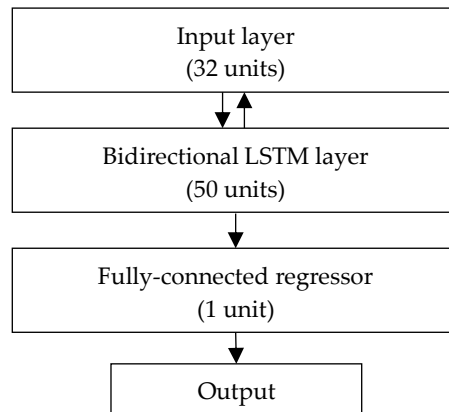 Input layer
(32 units)
Bidirectional LSTM layer
(50 units)
Fully-connected regressor
(1 unit)
Output